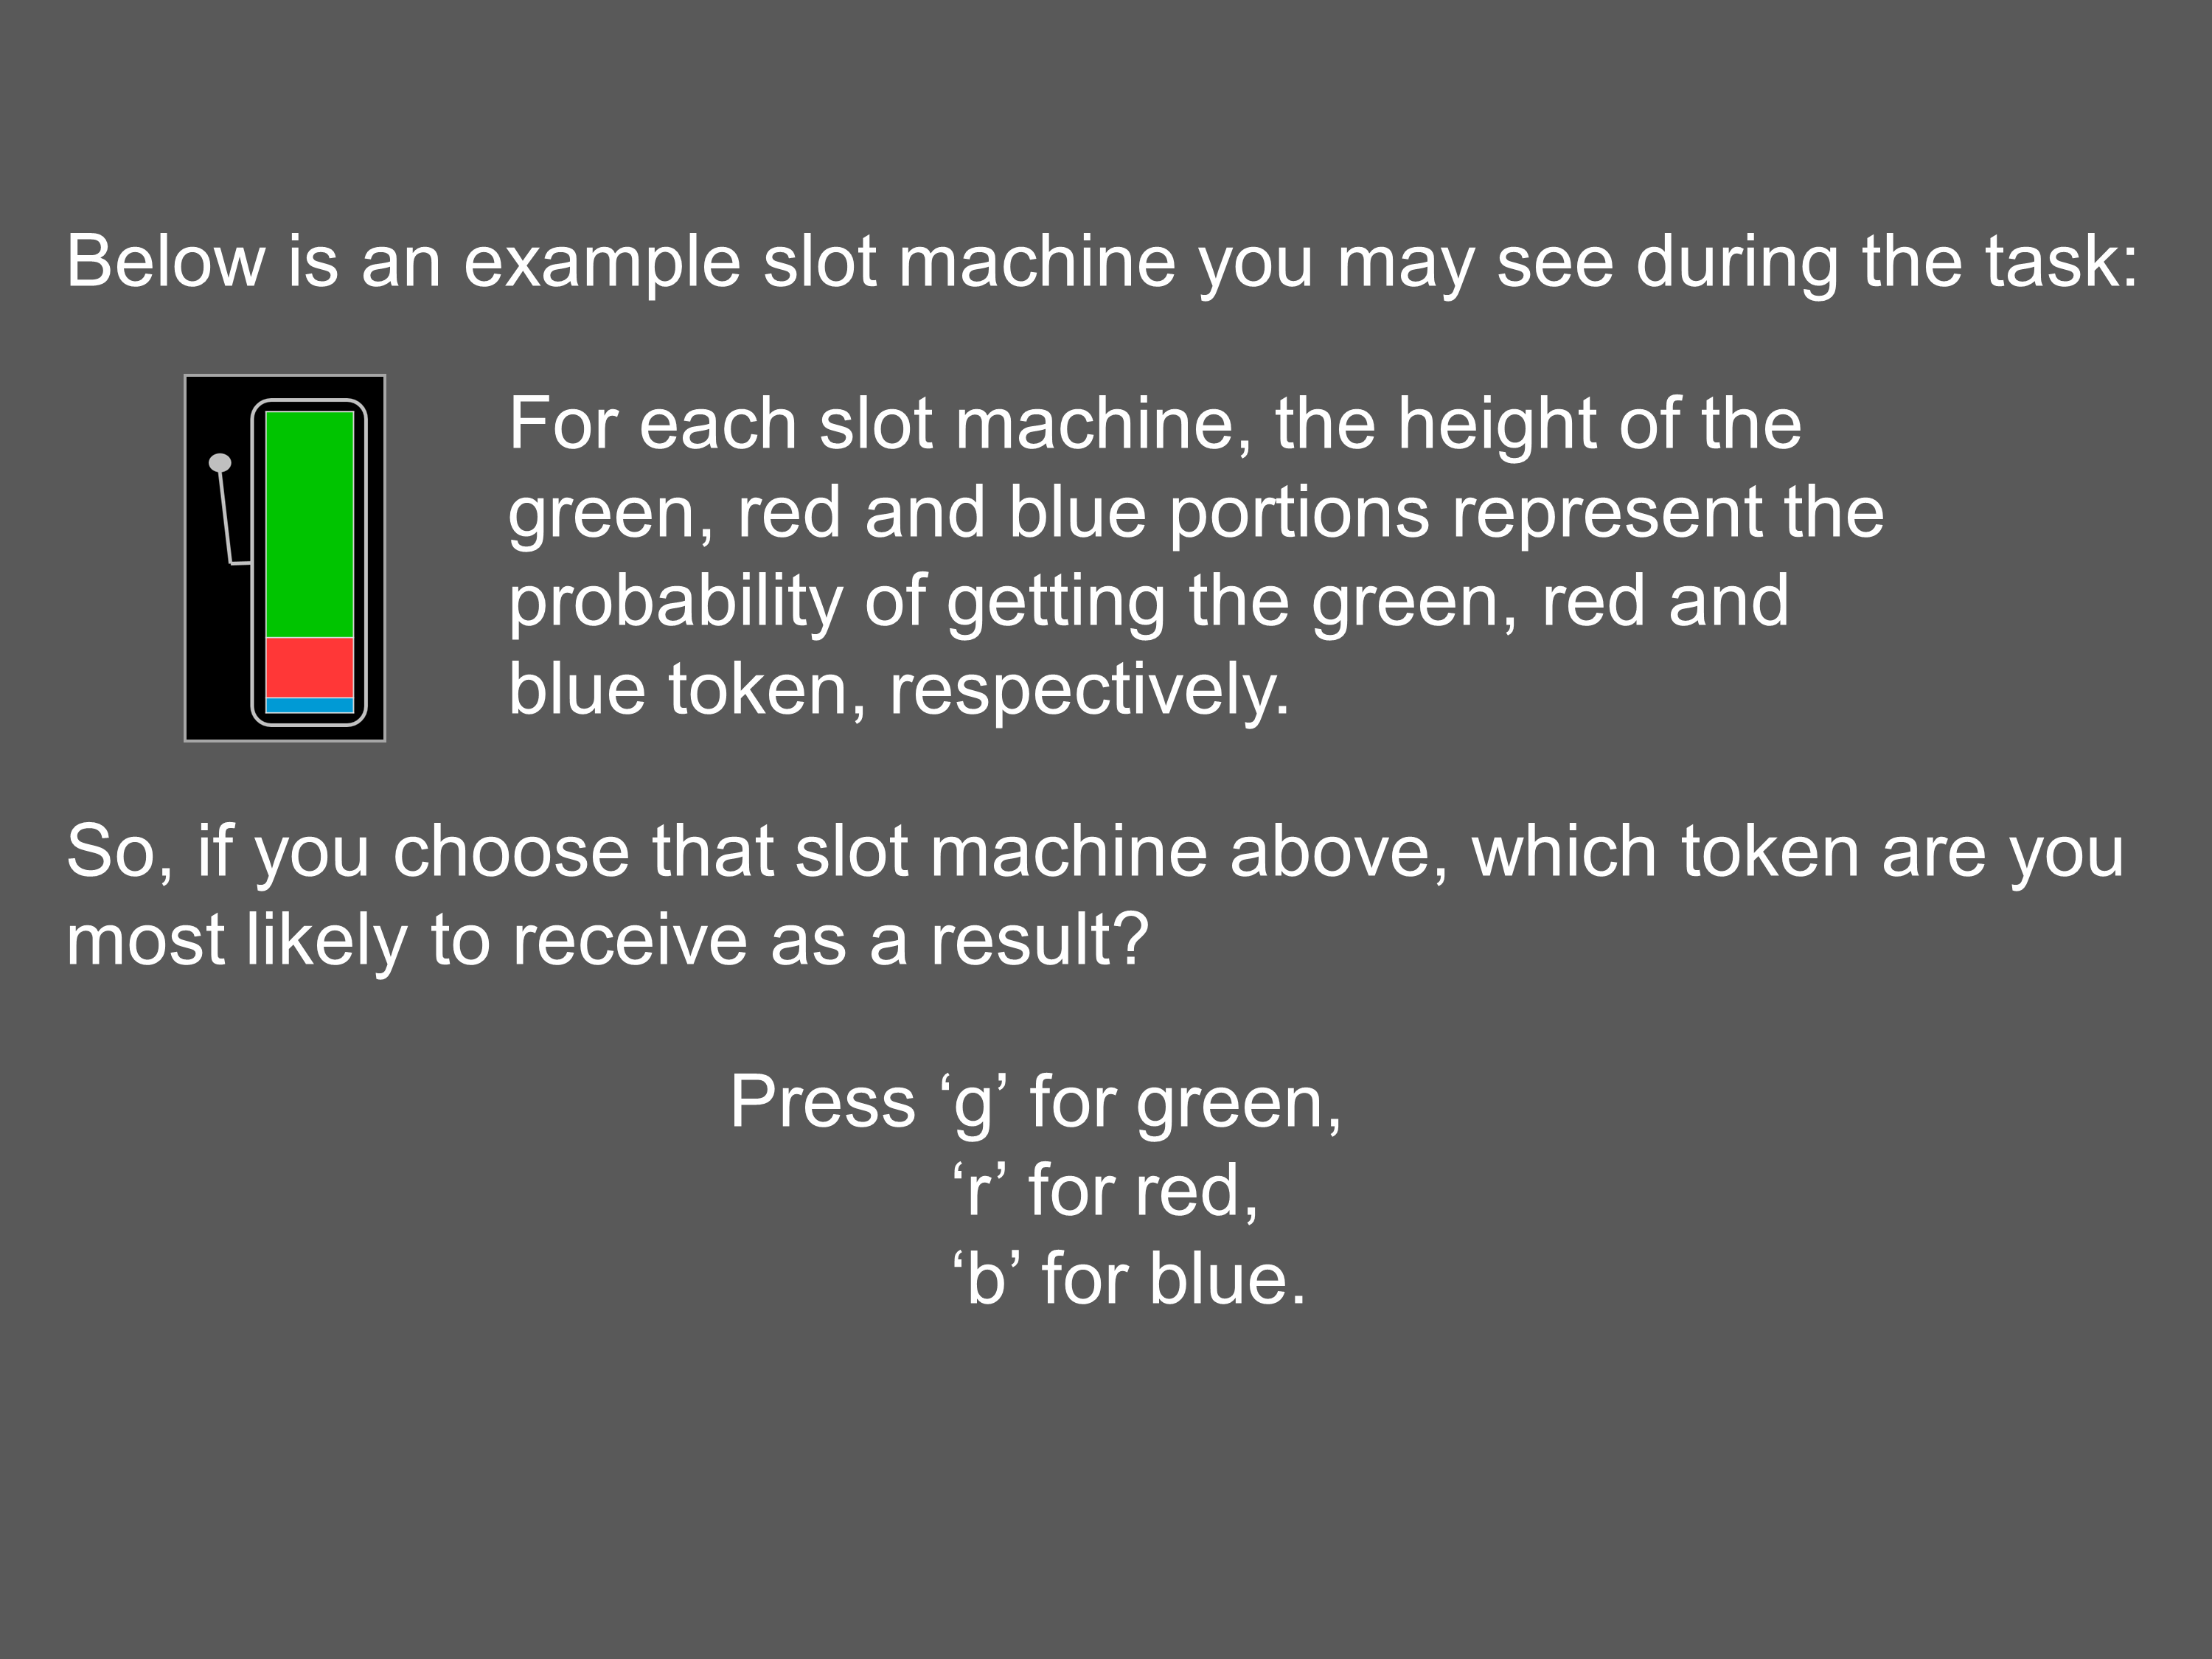 Below is an example slot machine you may see during the task:
For each slot machine, the height of the
green, red and blue portions represent the
probability of getting the green, red and
blue token, respectively.
So, if you choose that slot machine above, which token are you
most likely to receive as a result?
Press ‘g’ for green,
‘r’ for red,
‘b’ for blue.